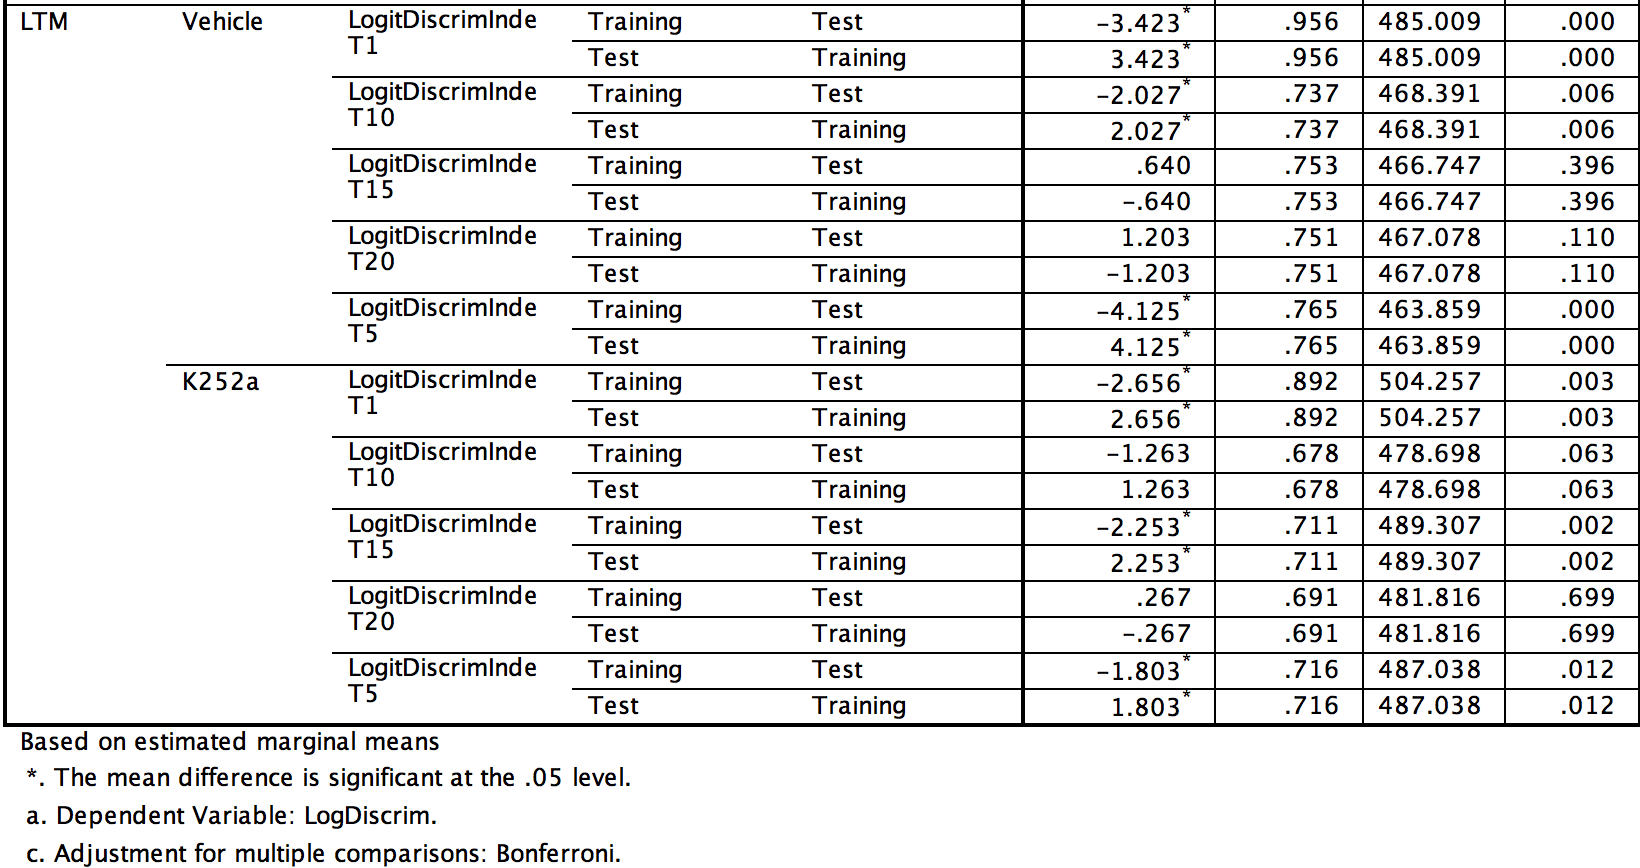 LTM Vehicle LogitDiscrimInde Training Test −3.423* .956 485.009 .000
T1
Test Training 3.423* .956 485.009 .000
LogitDiscrimInde Training Test −2.027* .737 468.391 .006
T10
Test Training 2.027* .737 468.391 .006
LogitDiscrimInde Training Test .640 .753 466.747 .396
T15
Test Training −.640 .753 466.747 .396
LogitDiscrimInde Training Test 1.203 .751 467.078 .110
T20
Test Training −1.203 .751 467.078 .110
LogitDiscrimInde Training Test −4.125* .765 463.859 .000
T5
Test Training 4.125* .765 463.859 .000
K252a LogitDiscrimInde Training Test −2.656* .892 504.257 .003
T1
Test Training 2.656* .892 504.257 .003
LogitDiscrimInde Training Test −1.263 .678 478.698 .063
T10
Test Training 1.263 .678 478.698 .063
LogitDiscrimInde Training Test −2.253* .711 489.307 .002
T15
Test Training 2.253* .711 489.307 .002
LogitDiscrimInde Training Test .267 .691 481.816 .699
T20
Test Training −.267 .691 481.816 .699
LogitDiscrimInde Training Test −1.803* .716 487.038 .012
T5
Test Training 1.803* .716 487.038 .012
Based on estimated marginal means
*. The mean difference is significant at the .05 level.
a. Dependent Variable: LogDiscrim.
c. Adjustment for multiple comparisons: Bonferroni.